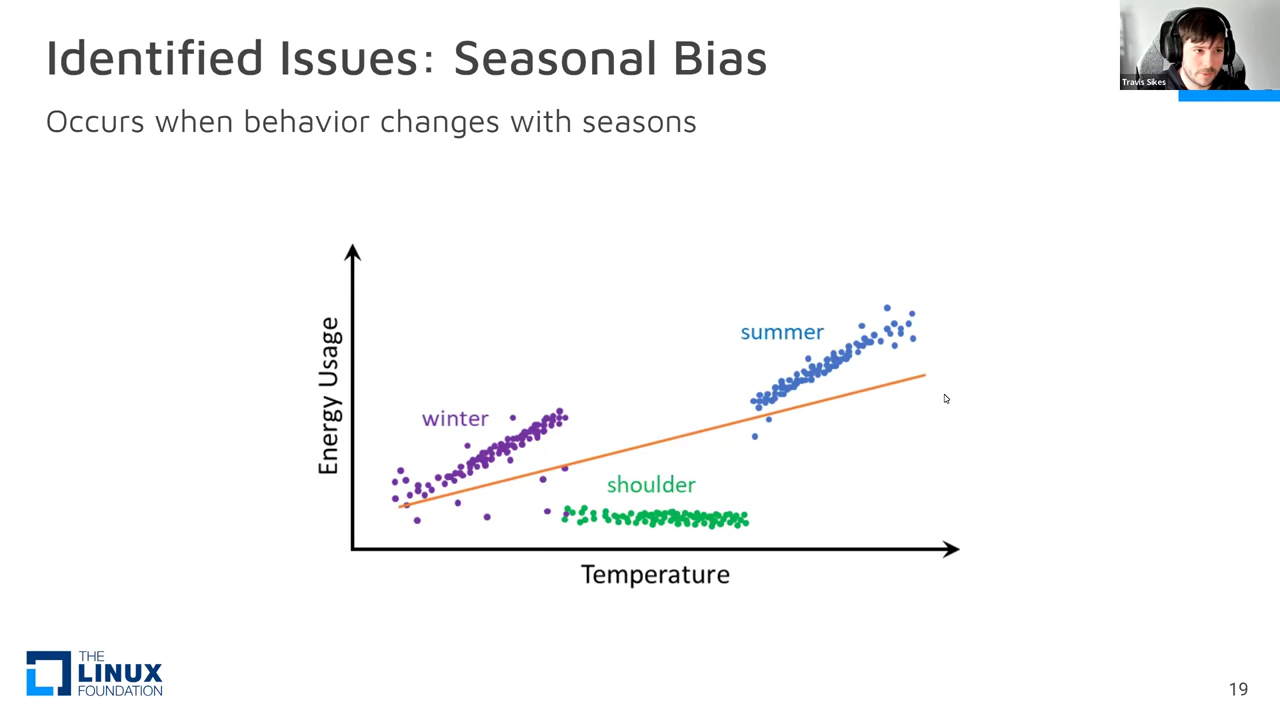 Identified Issues: Seasonal Bias
Travis Sikes
Occurs when behavior changes with seasons
summer
winter
shoulder
Energy Usage
Temperature
THE
LINUX
FOUNDATION
19